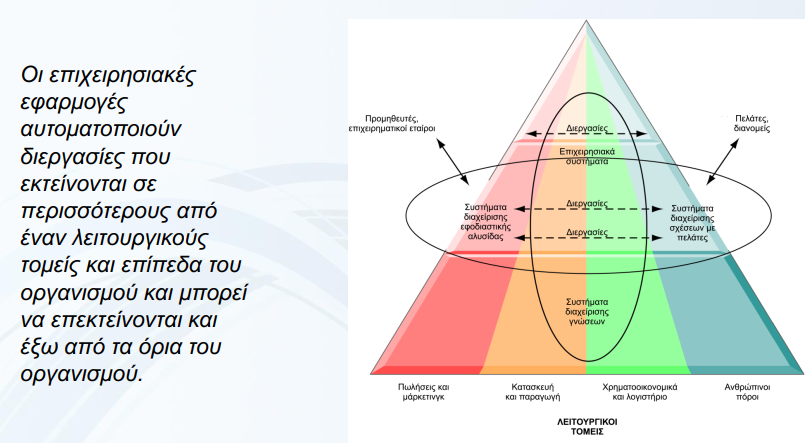 Οι επιχειρησιακές
εφαρμογές
αυτοματοποιούν
διεργασίες που
εκτείνονται σε
περισσότερους από
έναν λειτουργικούς
τομείς και επίπεδα του
οργανισμού και μπορεί
να επεκτείνονται και
έξω από τα όρια του
οργανισμού.
Προμηθευτές,
επιχειρηματικοί εταίροι
Πελάτες,
διανομείς
Διεργασίες
Επιχειρησιακά
συστήματα
Συστήματα
διαχείρισης
εφοδιαστικής
αλυσίδας
Διεργασίες
Διεργασίες
Συστήματα
διαχείρισης
σχέσεων με
πελάτες
Συστήματα
διαχείρισης
γνώσεων
Πωλήσεις και
μάρκετινγκ
Κατασκευή
και παραγωγή
Χρηματοοικονομικά
και λογιστήριο
Ανθρώπινοι
πόροι
ΛΕΙΤΟΥΡΓΙΚΟΙ
ΤΟΜΕΙΣ